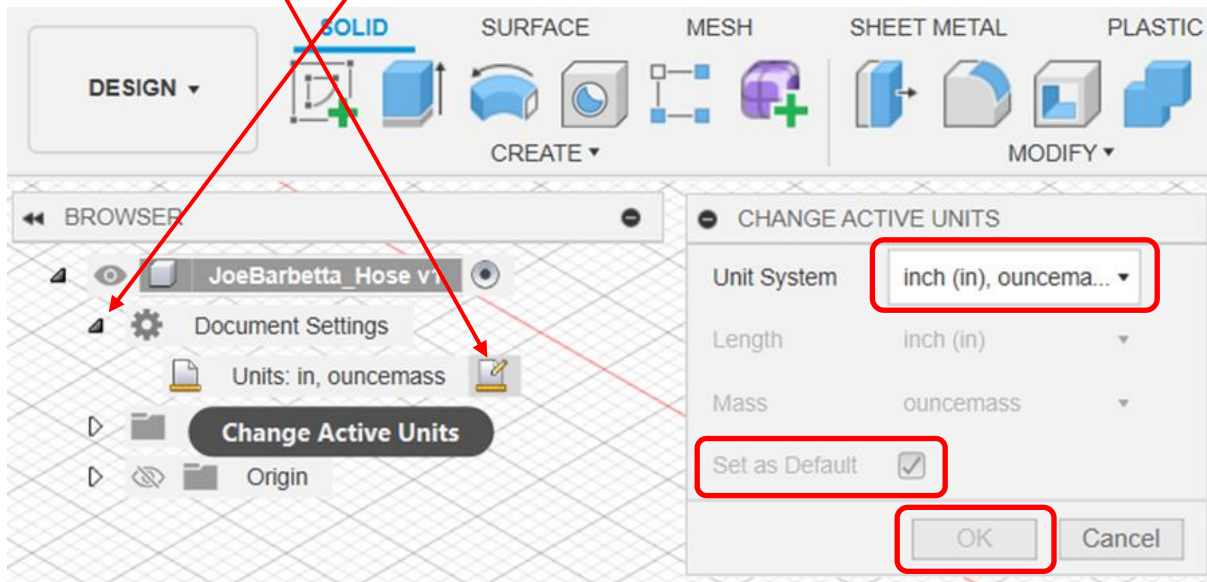 SOLID SURFACE MESH SHEET METAL PLASTIC
DESIGN
CREATE MODIFY
BROWSER
JoeBarbetta_Hose v1
Document Settings
Units: in, ouncemass
Change Active Units
Origin
CHANGE ACTIVE UNITS
Unit System inch (in), ouncema...
Length inch (in)
Mass ouncemass
Set as Default
OK Cancel